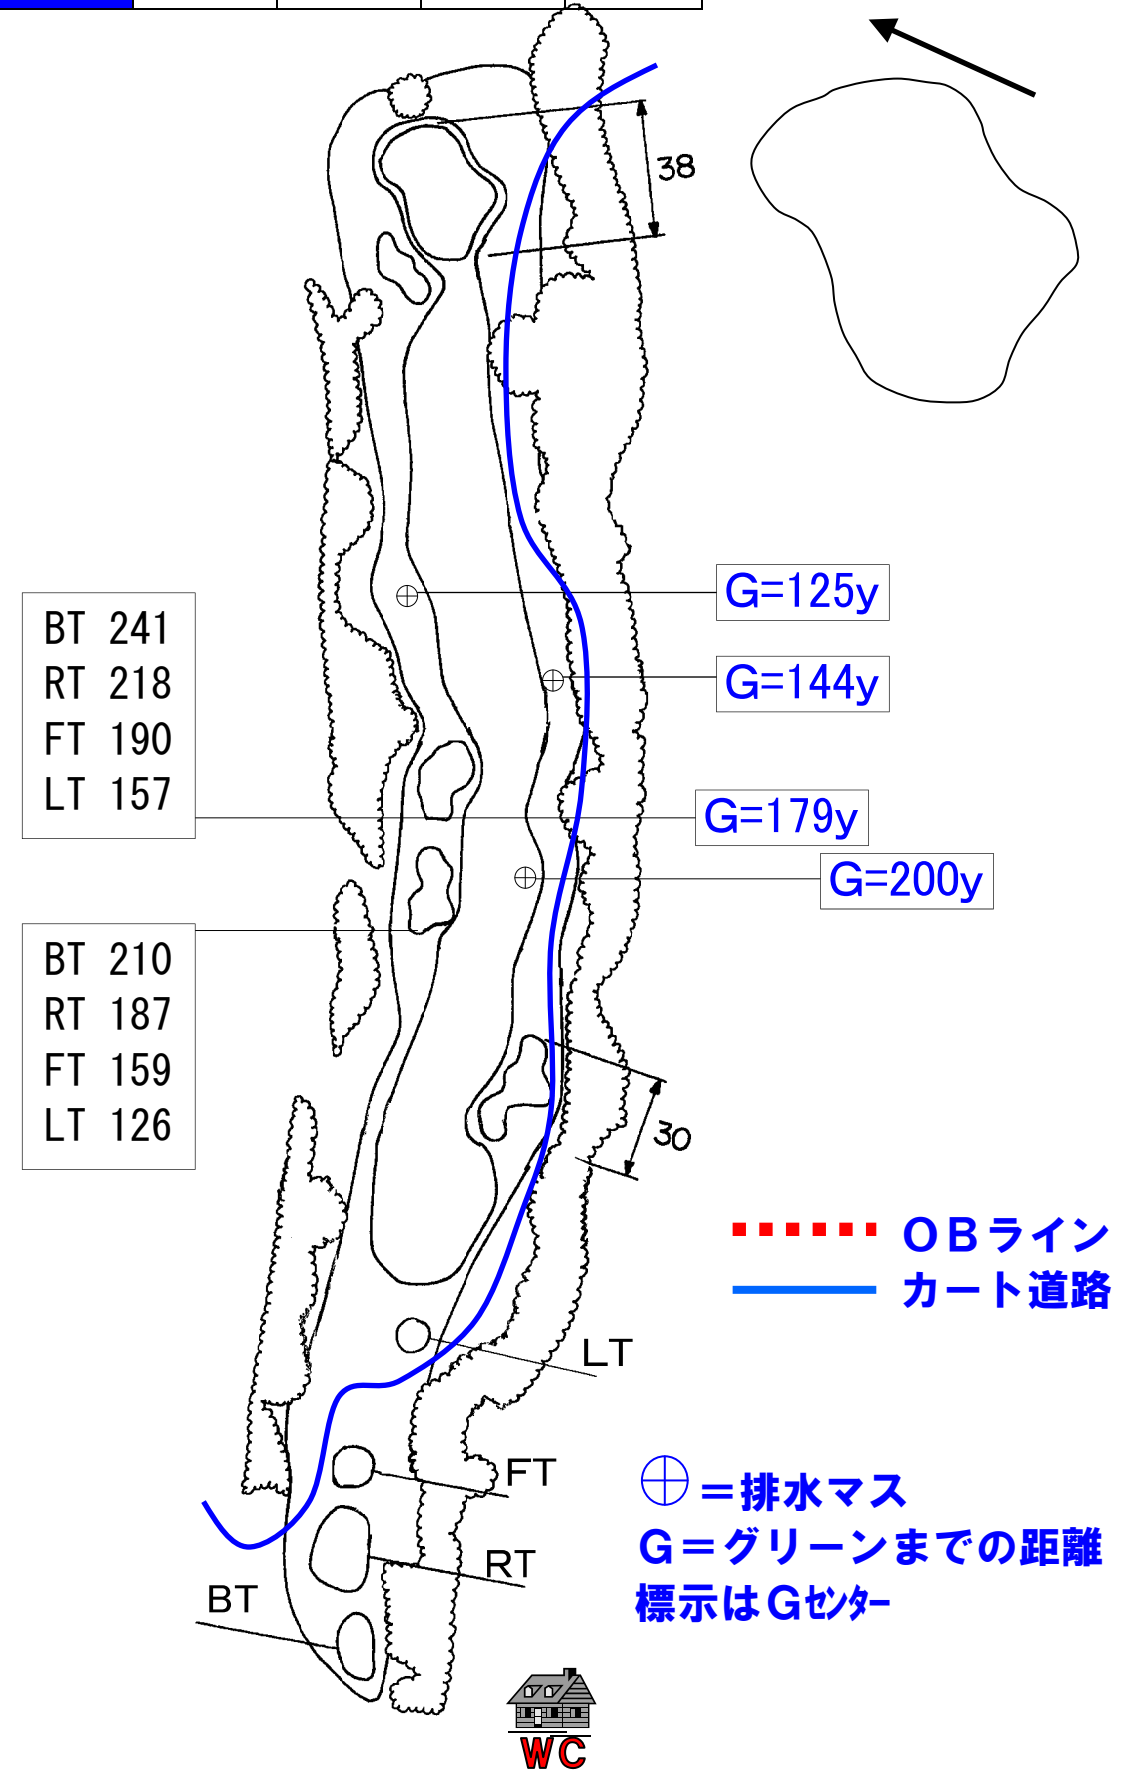 38
G=125y
BT 241
RT 218
FT 190
LT 157
G=144y
G=179y
G=200y
BT 210
RT 187
FT 159
LT 126
30
OBライン
カート道路
LT
FT
=排水マス
RT
G=グリーンまでの距離
BT
標示はGセンター
WC